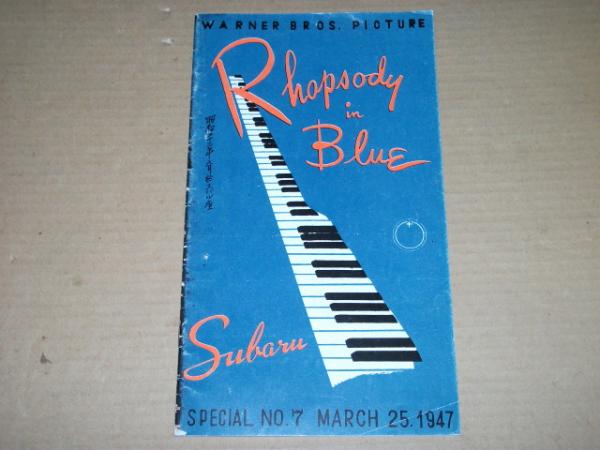 WARNER BROS. PICTURE
Rhapsody
in
Blue
Subaru
SPECIAL NO.7 MARCH 25.1947